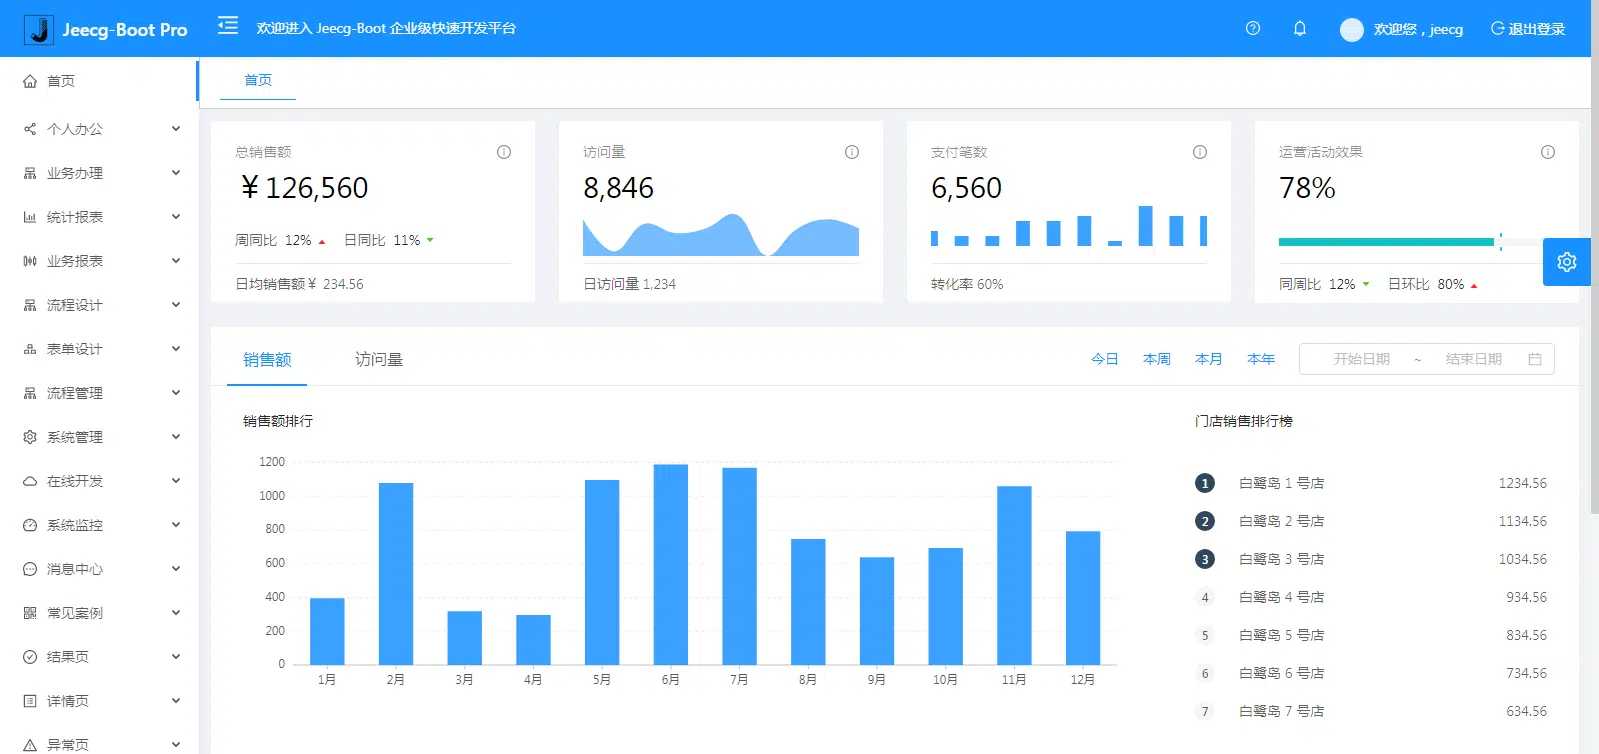 Jeecg-Boot Pro
欢迎进入 Jeecg-Boot 企业级快速开发平台
欢迎您，jeecg
退出登录
首页
个人办公
业务办理
统计报表
业务报表
流程设计
表单设计
流程管理
系统管理
在线开发
系统监控
消息中心
常见案例
结果页
详情页
异常页
首页
总销售额
￥126,560
周同比 12% 日同比 11%
日均销售额￥ 234.56
访问量
8,846
日访问量 1,234
支付笔数
6,560
转化率 60%
运营活动效果
78%
同周比 12% 日环比 80%
销售额 访问量
今日 本周 本月 本年 开始日期 ~ 结束日期
销售额排行
1200
1000
800
600
400
200
0
1月 2月 3月 4月 5月 6月 7月 8月 9月 10月 11月 12月
门店销售排行榜
1 白鹭岛 1 号店 1234.56
2 白鹭岛 2 号店 1134.56
3 白鹭岛 3 号店 1034.56
4 白鹭岛 4 号店 934.56
5 白鹭岛 5 号店 834.56
6 白鹭岛 6 号店 734.56
7 白鹭岛 7 号店 634.56